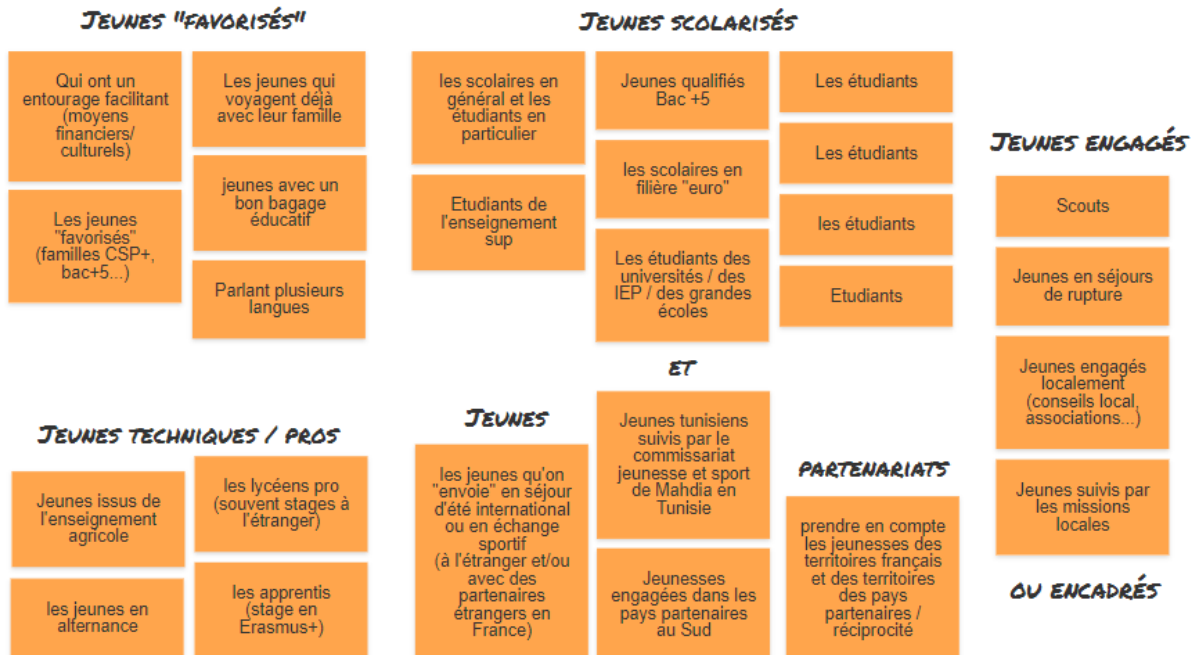 JEUNES "FAVORISÉS"
Qui ont un
entourage facilitant
(moyens
financiers/
culturels)
Les jeunes qui
voyagent déjà
avec leur famille
Les jeunes
"favorisés"
(familles CSP+,
bac+5...)
jeunes avec un
bon bagage
éducatif
Parlant plusieurs
langues
JEUNES SCOLARISÉS
les scolaires en
général et les
étudiants en
particulier
Etudiants de
l'enseignement
sup
Jeunes qualifiés
Bac +5
les scolaires en
filière "euro"
Les étudiants des
universités / des
IEP / des grandes
écoles
Les étudiants
Les étudiants
les étudiants
Etudiants
JEUNES ENGAGÉS
Scouts
Jeunes en séjours
de rupture
Jeunes engagés
localement
(conseils local,
associations...)
Jeunes suivis par
les missions
locales
OU ENCADRÉS
JEUNES TECHNIQUES / PROS
Jeunes issus de
l'enseignement
agricole
les lycéens pro
(souvent stages à
l'étranger)
les jeunes en
alternance
les apprentis
(stage en
Erasmus+)
JEUNES
ET
PARTENARIATS
les jeunes qu'on
"envoie" en séjour
d'été international
ou en échange
sportif
(à l'étranger et/ou
avec des
partenaires
étrangers en
France)
Jeunes tunisiens
suivis par le
commissariat
jeunesse et sport
de Mahdia en
Tunisie
Jeunesses
engagées dans les
pays partenaires
au Sud
prendre en compte
les jeunesses des
territoires français
et des territoires
des pays
partenaires /
réciprocité